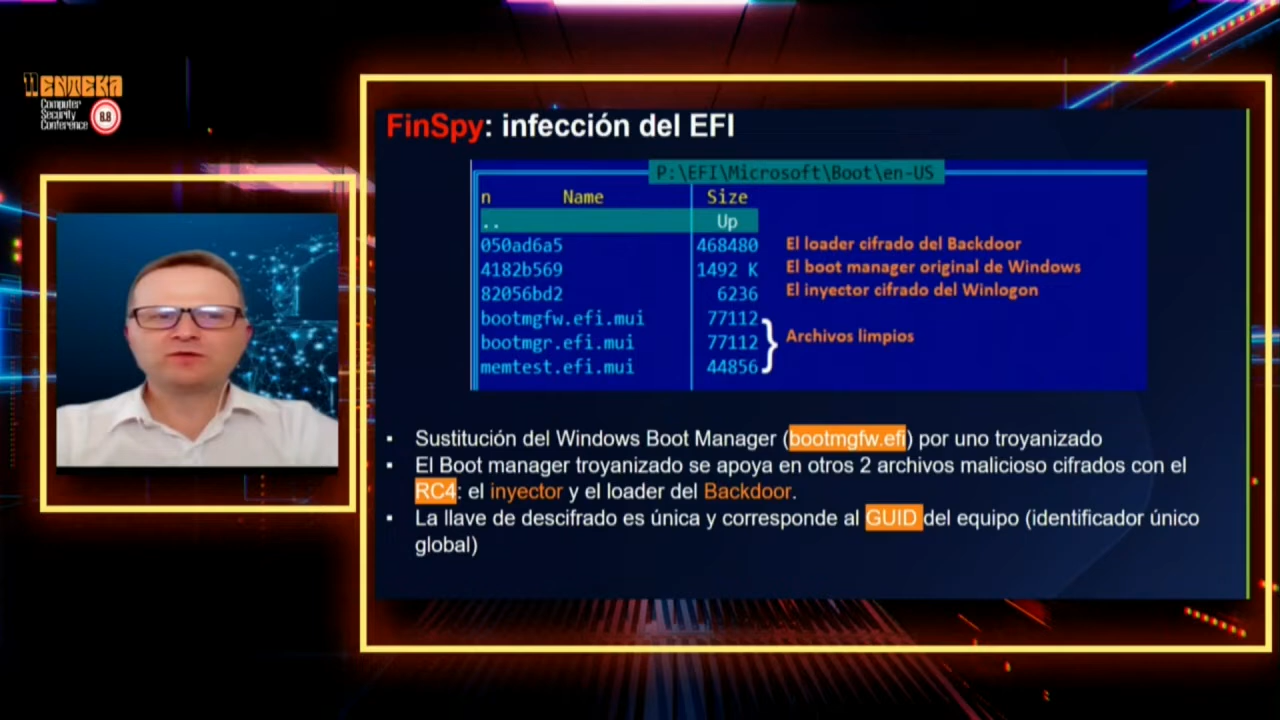 11ENTEKA
Computer
Security
Conference
8.8
FinSpy: infección del EFI
P:\EFI\Microsoft\Boot\en-US
n Name Size
.. Up
050ad6a5 468480 El loader cifrado del Backdoor
4182b569 1492 K El boot manager original de Windows
82056bd2 6236 El inyector cifrado del Winlogon
bootmgfw.efi.mui 77112
bootmgr.efi.mui 77112 Archivos limpios
memtest.efi.mui 44856
▪ Sustitución del Windows Boot Manager (bootmgfw.efi) por uno troyanizado
▪ El Boot manager troyanizado se apoya en otros 2 archivos malicioso cifrados con el
RC4: el inyector y el loader del Backdoor.
▪ La llave de descifrado es única y corresponde al GUID del equipo (identificador único
global)